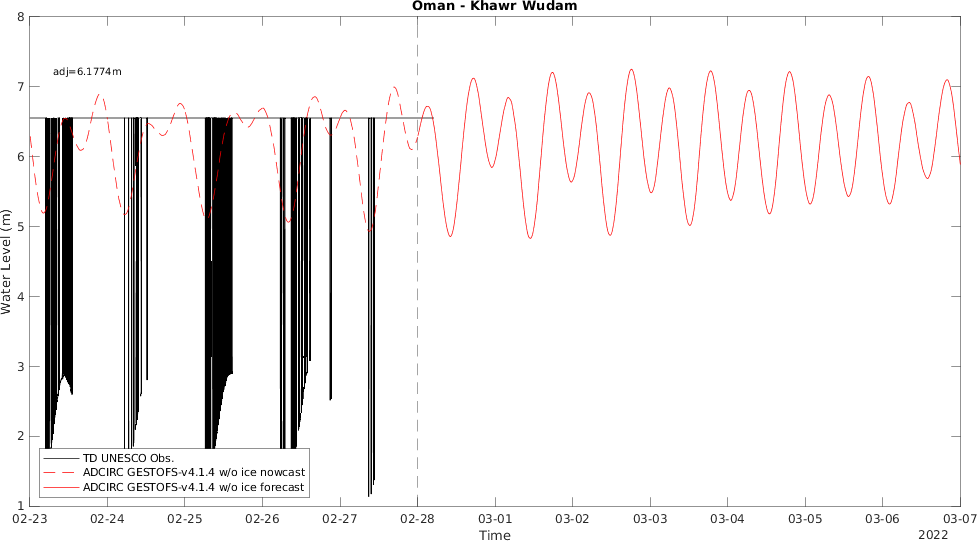 Oman - Khawr Wudam
8
adj=6.1774m
7
6
5
4
3
2
1
Water Level (m)
TD UNESCO Obs.
ADCIRC GESTOFS-v4.1.4 w/o ice nowcast
ADCIRC GESTOFS-v4.1.4 w/o ice forecast
02-23 02-24 02-25 02-26 02-27 02-28 03-01 03-02 03-03 03-04 03-05 03-06 03-07
Time
2022